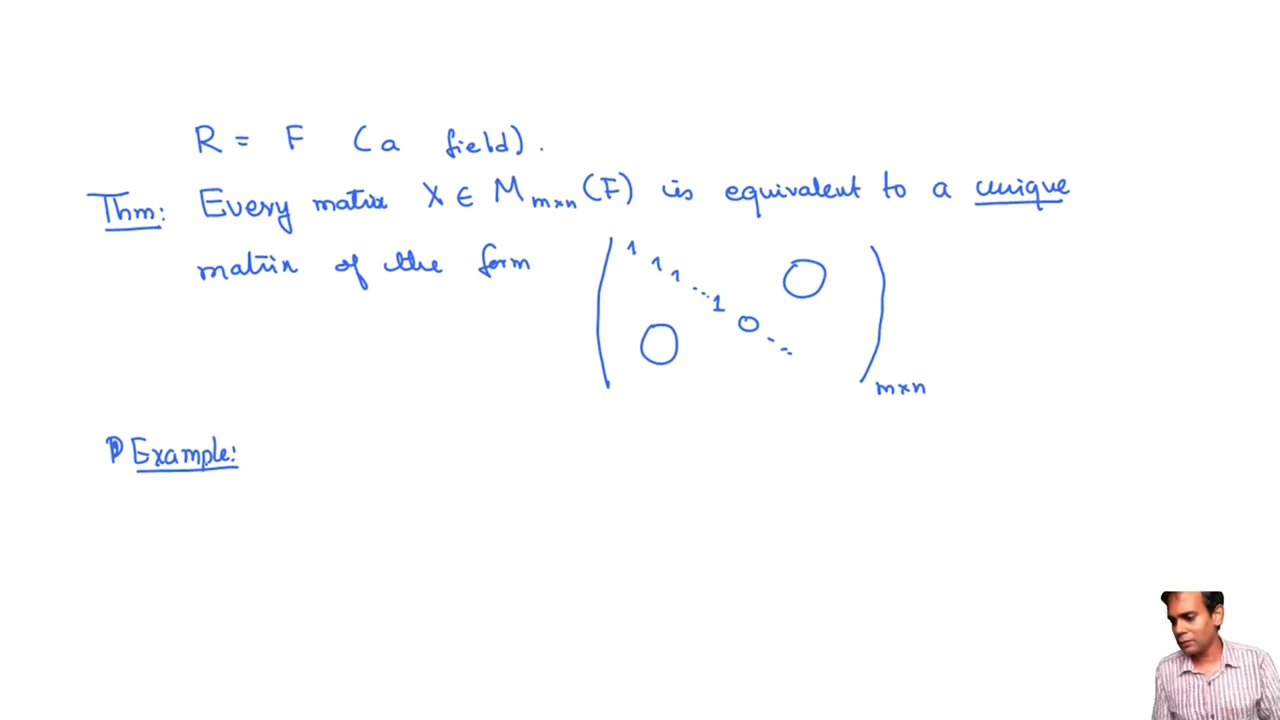 R = F (a field).
Thm: Every matrix X ∈ M m×n (F) is equivalent to a unique
matrix of the form
1 1 1 ... 1 0 ... 0 0 m×n
Example: